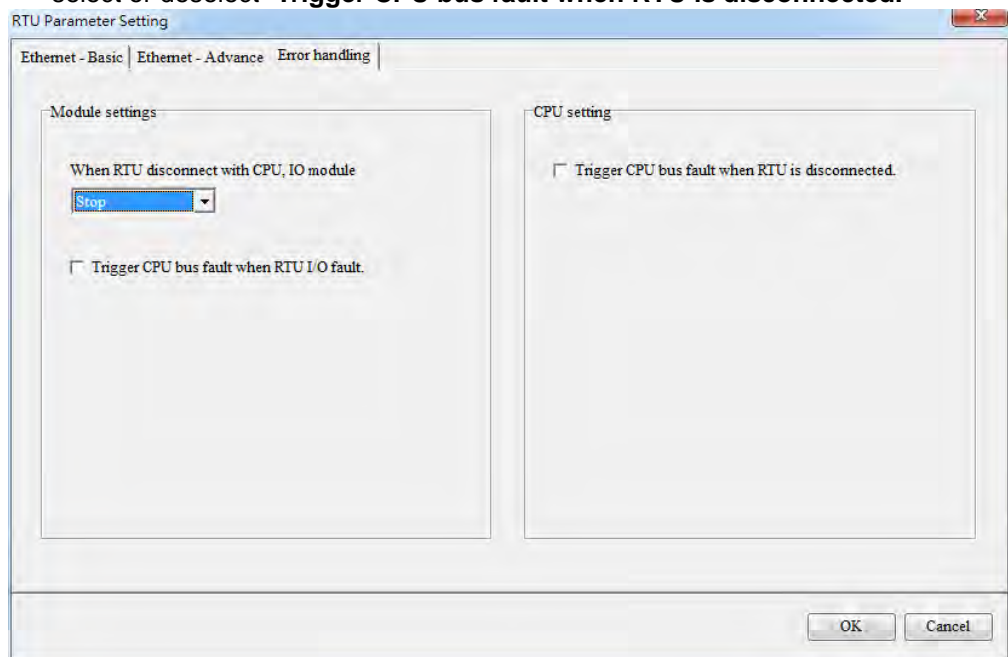 select or deselect "Trigger CPU bus fault when RTU is disconnected."
RTU Parameter Setting
Ethernet - Basic Ethernet - Advance Error handling
Module settings
CPU setting
When RTU disconnect with CPU, IO module
Trigger CPU bus fault when RTU is disconnected.
Stop
Trigger CPU bus fault when RTU I/O fault.
OK Cancel